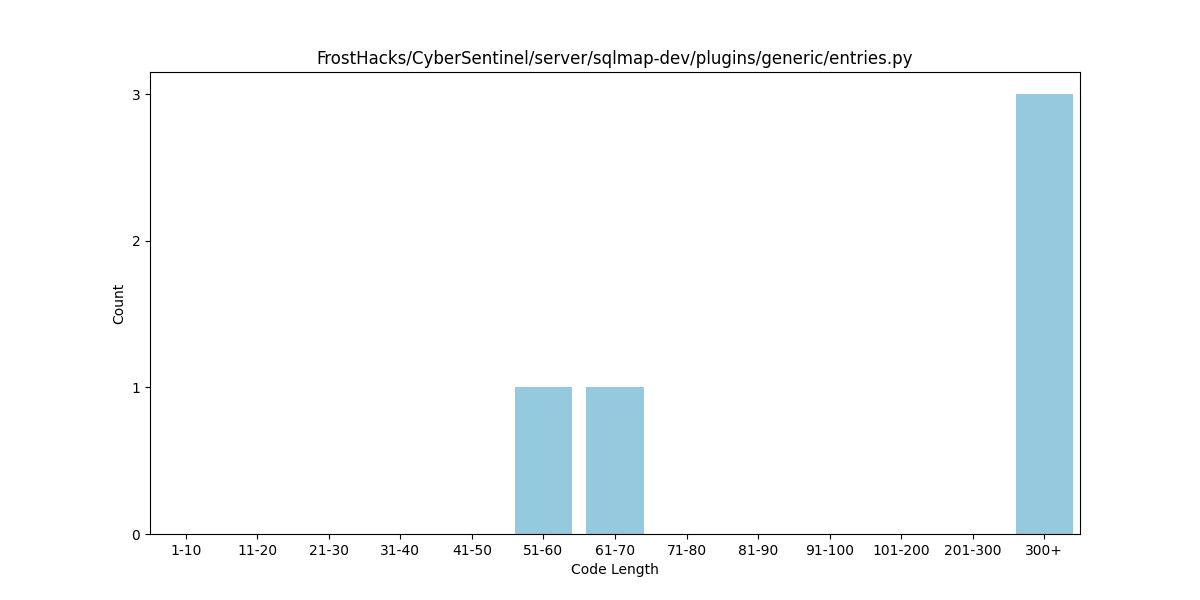 FrostHacks/CyberSentinel/server/sqlmap-dev/plugins/generic/entries.py
3
2
1
0
Count
1-10 11-20 21-30 31-40 41-50 51-60 61-70 71-80 81-90 91-100 101-200 201-300 300+
Code Length